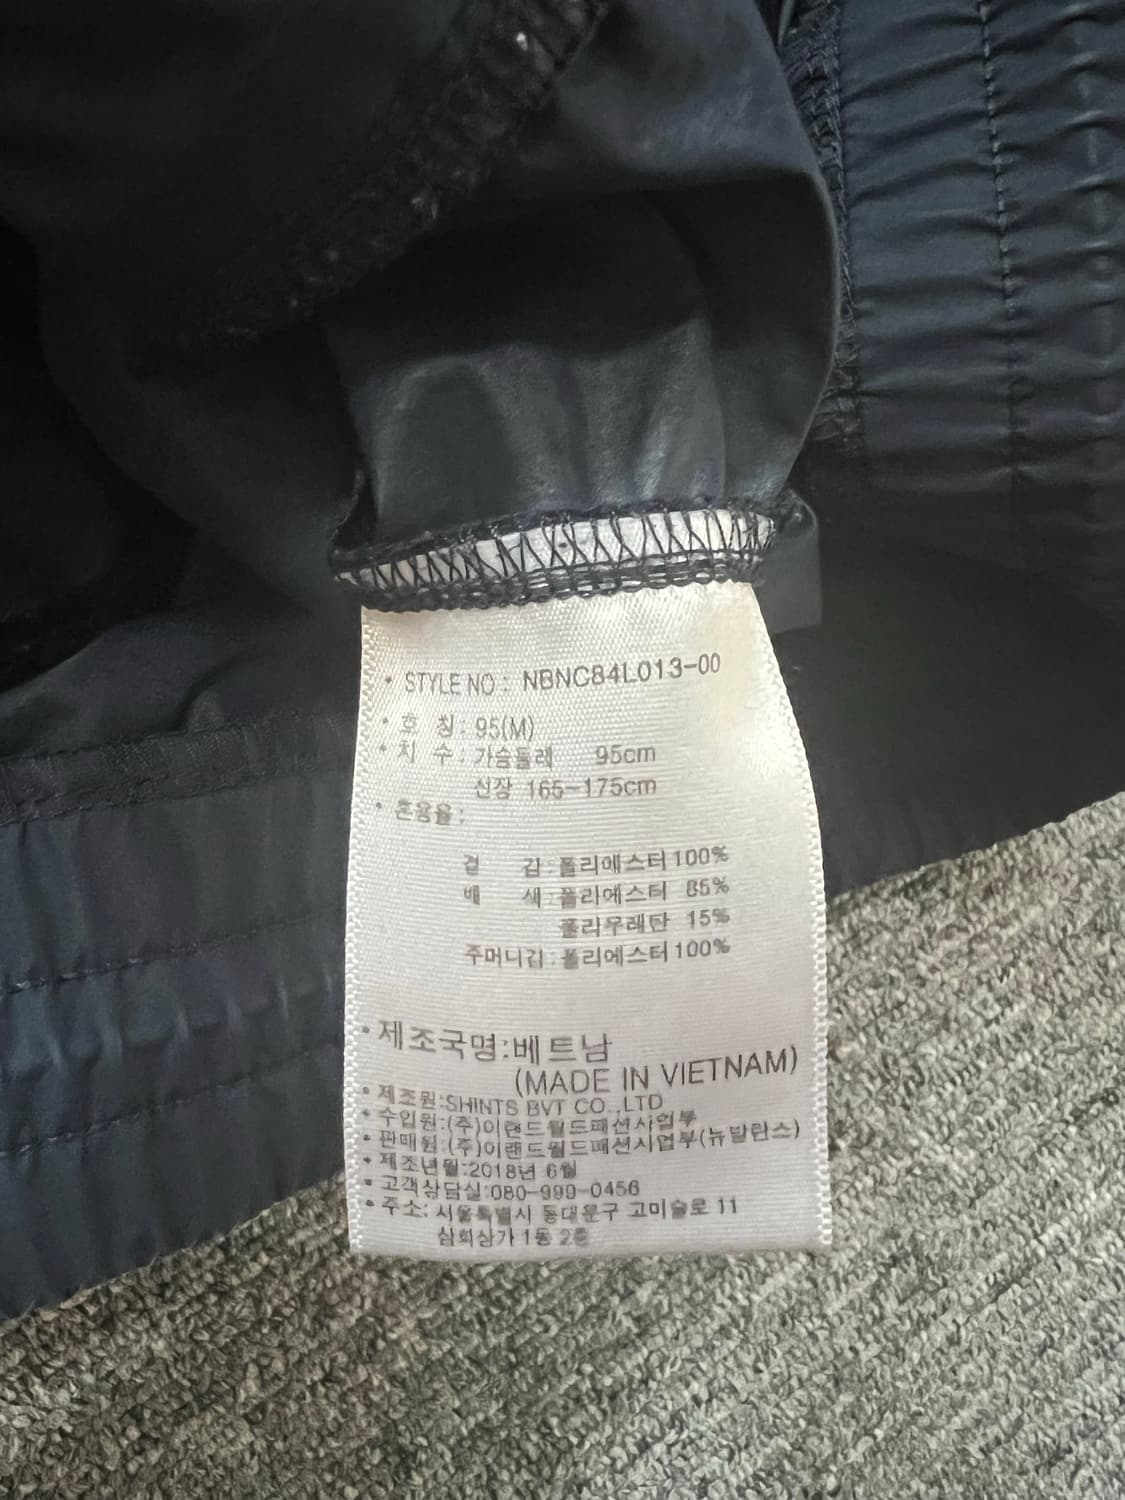 • STYLE NO : NBNC84L013-00
• 호 칭 : 95(M)
• 치 수 : 가슴둘레 95cm
신장 165-175cm
• 혼용율 :
겉 감 : 폴리에스터 100%
배 색 : 폴리에스터 85%
폴리우레탄 15%
주머니감 : 폴리에스터 100%
• 제조국명:베트남
(MADE IN VIETNAM)
• 제조원:SHINTS BVT CO.,LTD
• 수입원:(주)이랜드월드패션사업부
• 판매원:(주)이랜드월드패션사업부(뉴발란스)
• 제조년월:2018년 6월
• 고객상담실:080-999-0456
• 주소: 서울특별시 동대문구 고미술로 11
삼희상가 1동 2층